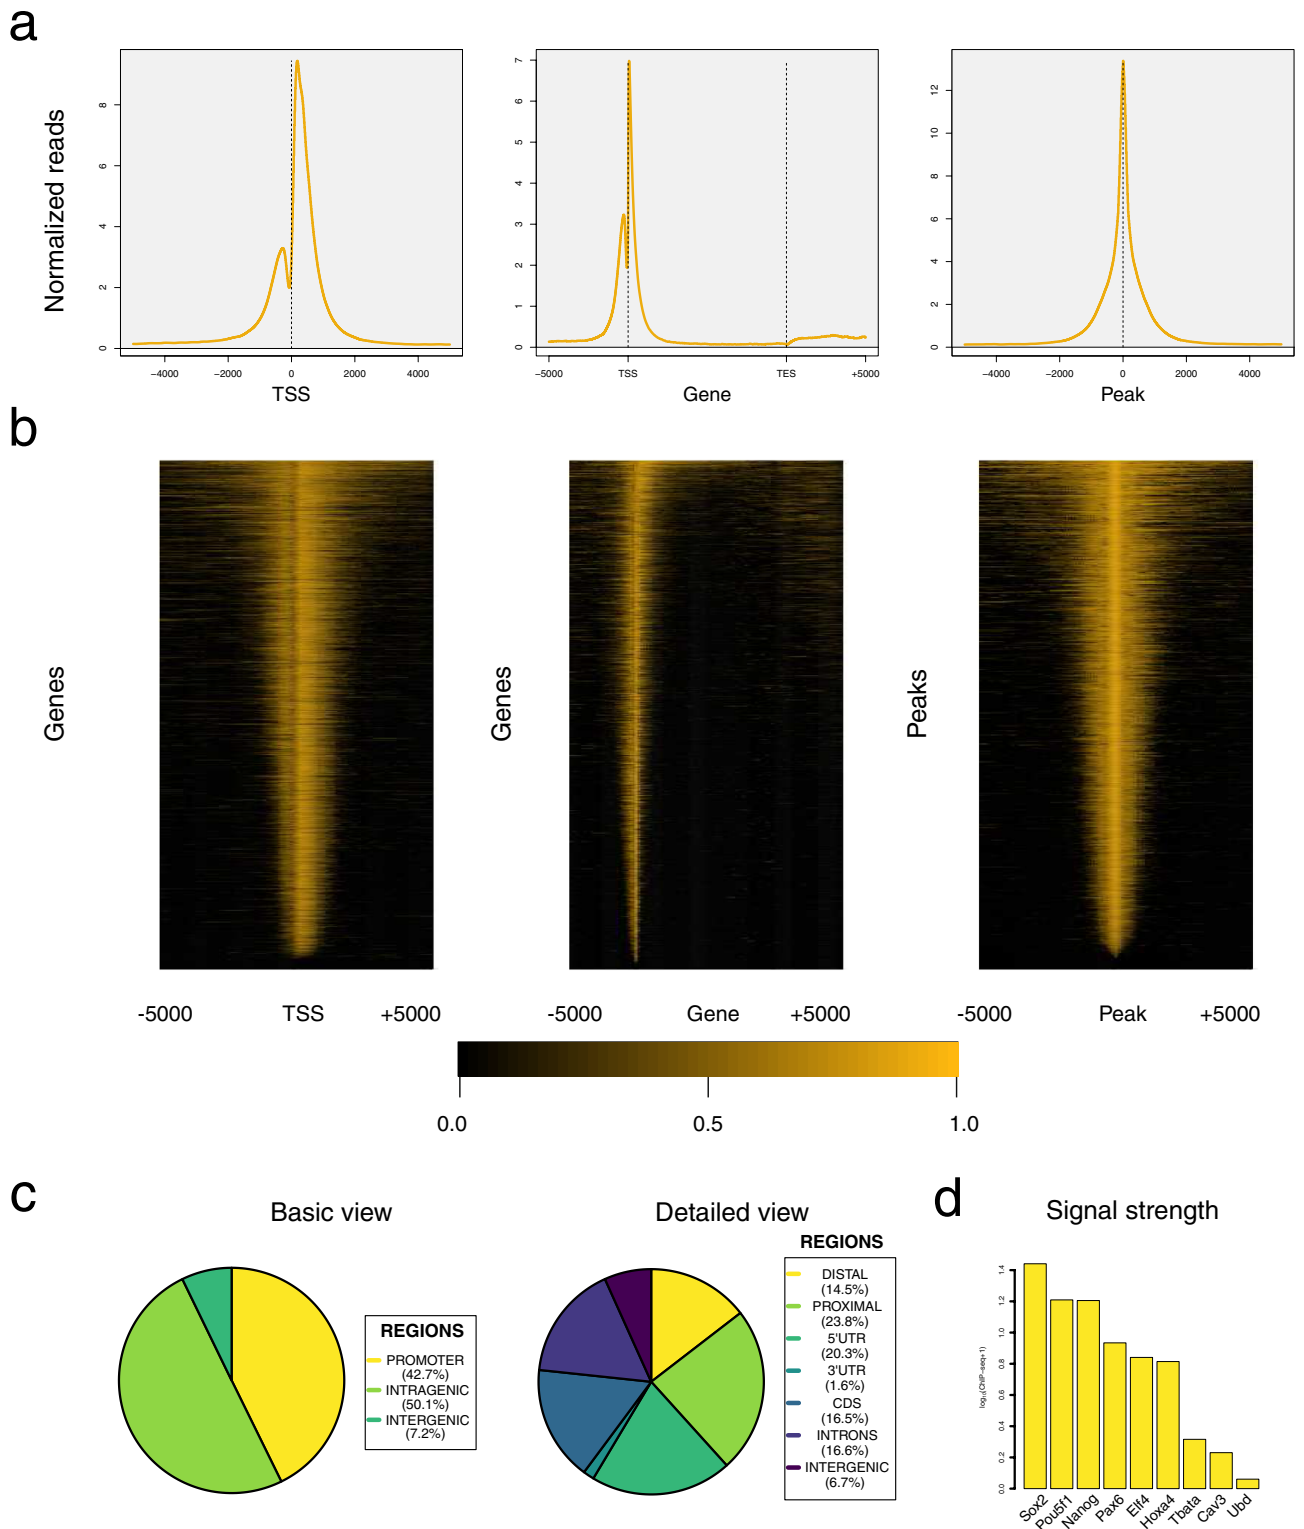 a
Normalized reads
0
2
4
6
8
−4000
−2000
0
2000
4000
TSS
0
1
2
3
4
5
6
7
−5000
TSS
TES
+5000
Gene
0
2
4
6
8
10
12
−4000
−2000
0
2000
4000
Peak
b
Genes
-5000
TSS
+5000
Genes
-5000
Gene
+5000
Peaks
-5000
Peak
+5000
0.0
0.5
1.0
c
Basic view
REGIONS
PROMOTER
(42.7%)
INTRAGENIC
(50.1%)
INTERGENIC
(7.2%)
Detailed view
REGIONS
DISTAL
(14.5%)
PROXIMAL
(23.8%)
5'UTR
(20.3%)
3'UTR
(1.6%)
CDS
(16.5%)
INTRONS
(16.6%)
INTERGENIC
(6.7%)
d
Signal strength
log₁₀(ChIP−seq+1)
0.0
0.2
0.4
0.6
0.8
1.0
1.2
1.4
Sox2
Pou5f1
Nanog
Pax6
Elf4
Hoxa4
Tbata
Cav3
Ubd